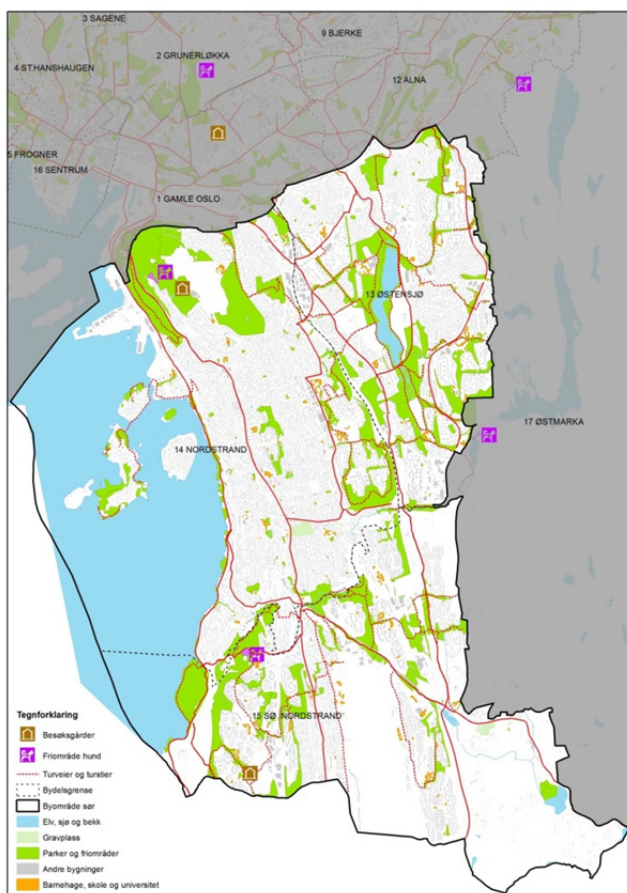 3 SAGENE
9 BJERKE
2 GRUNERLØKKA
4 ST.HANSHAUGEN
12 ALNA
5 FROGNER
16 SENTRUM
1 GAMLE OSLO
13 ØSTENSJØ
17 ØSTMARKA
14 NORDSTRAND
15 SØ. NORDSTRAND
Tegnforklaring
Besøksgårder
Friområde hund
Turveier og turstier
Bydelsgrense
Byområde sør
Elv, sjø og bekk
Gravplass
Parker og friområder
Andre bygninger
Barnehage, skole og universitet